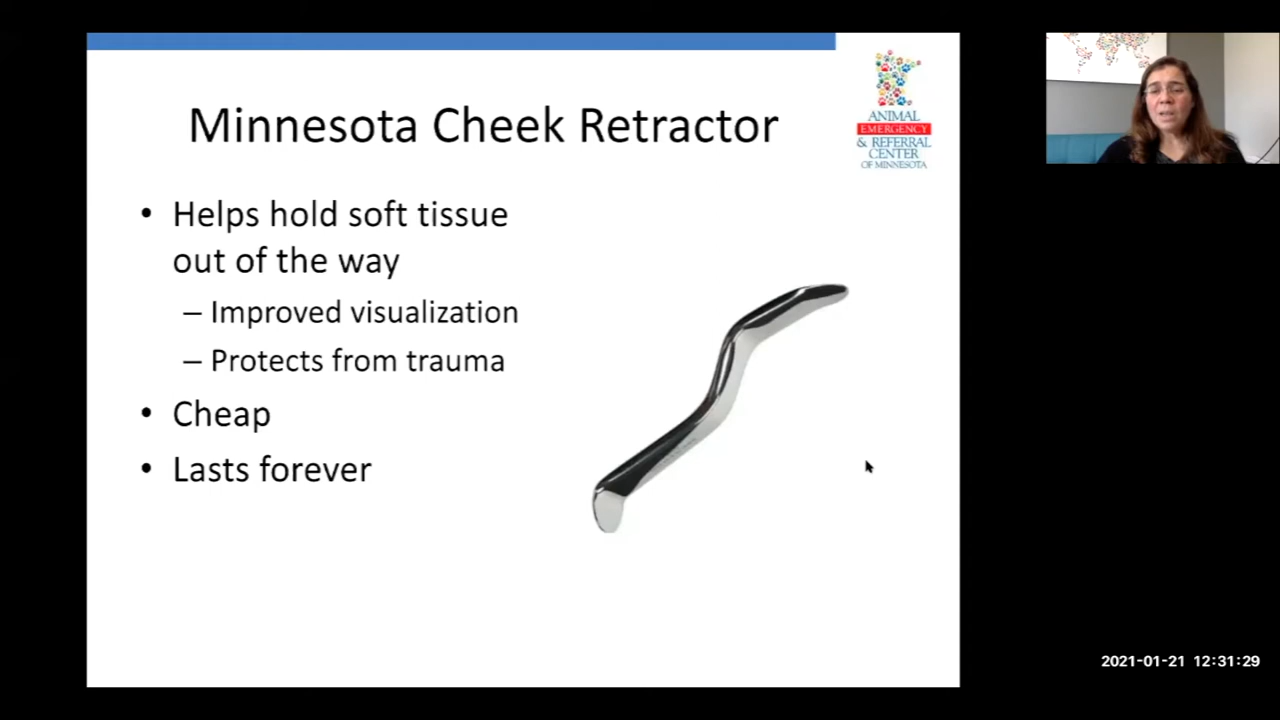 Minnesota Cheek Retractor
ANIMAL
EMERGENCY
& REFERRAL
CENTER
OF MINNESOTA
• Helps hold soft tissue
out of the way
– Improved visualization
– Protects from trauma
• Cheap
• Lasts forever
2021-01-21 12:31:29